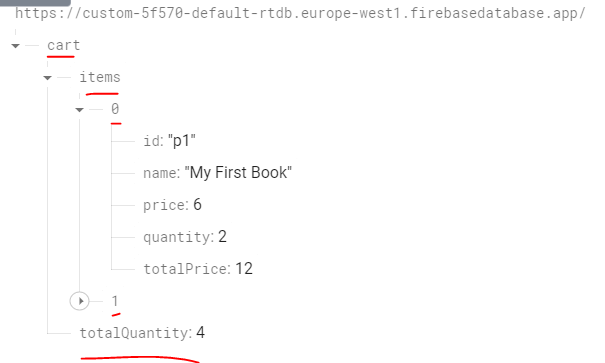 https://custom-5f570-default-rtdb.europe-west1.firebasedatabase.app/
cart
items
0
id: "p1"
name: "My First Book"
price: 6
quantity: 2
totalPrice: 12
1
totalQuantity: 4